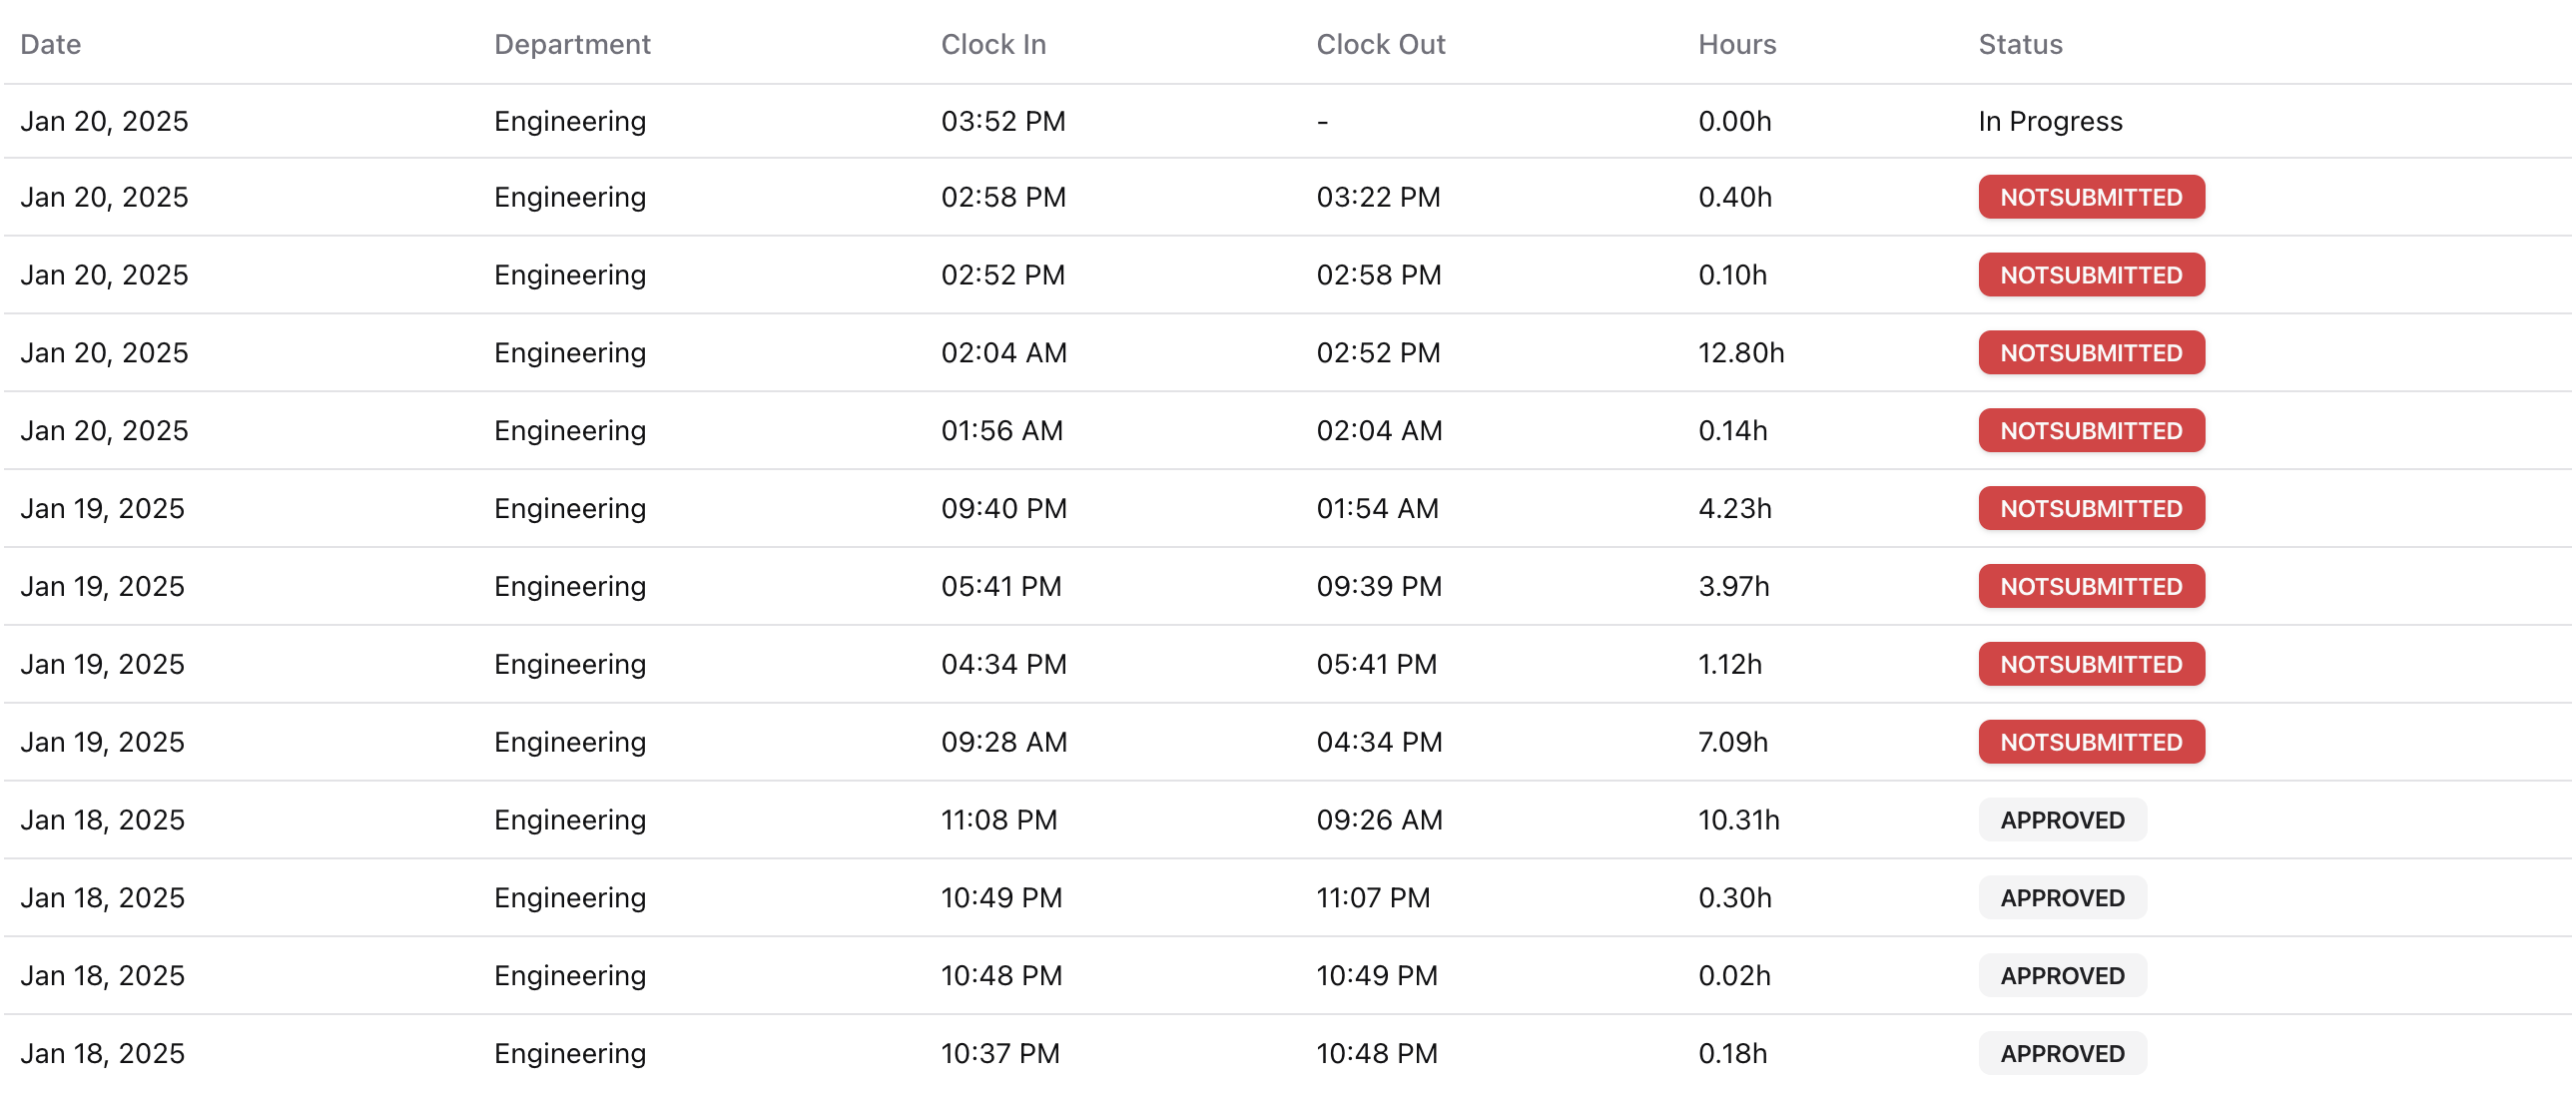 Date Department Clock In Clock Out Hours Status
Jan 20, 2025 Engineering 03:52 PM - 0.00h In Progress
Jan 20, 2025 Engineering 02:58 PM 03:22 PM 0.40h NOTSUBMITTED
Jan 20, 2025 Engineering 02:52 PM 02:58 PM 0.10h NOTSUBMITTED
Jan 20, 2025 Engineering 02:04 AM 02:52 PM 12.80h NOTSUBMITTED
Jan 20, 2025 Engineering 01:56 AM 02:04 AM 0.14h NOTSUBMITTED
Jan 19, 2025 Engineering 09:40 PM 01:54 AM 4.23h NOTSUBMITTED
Jan 19, 2025 Engineering 05:41 PM 09:39 PM 3.97h NOTSUBMITTED
Jan 19, 2025 Engineering 04:34 PM 05:41 PM 1.12h NOTSUBMITTED
Jan 19, 2025 Engineering 09:28 AM 04:34 PM 7.09h NOTSUBMITTED
Jan 18, 2025 Engineering 11:08 PM 09:26 AM 10.31h APPROVED
Jan 18, 2025 Engineering 10:49 PM 11:07 PM 0.30h APPROVED
Jan 18, 2025 Engineering 10:48 PM 10:49 PM 0.02h APPROVED
Jan 18, 2025 Engineering 10:37 PM 10:48 PM 0.18h APPROVED